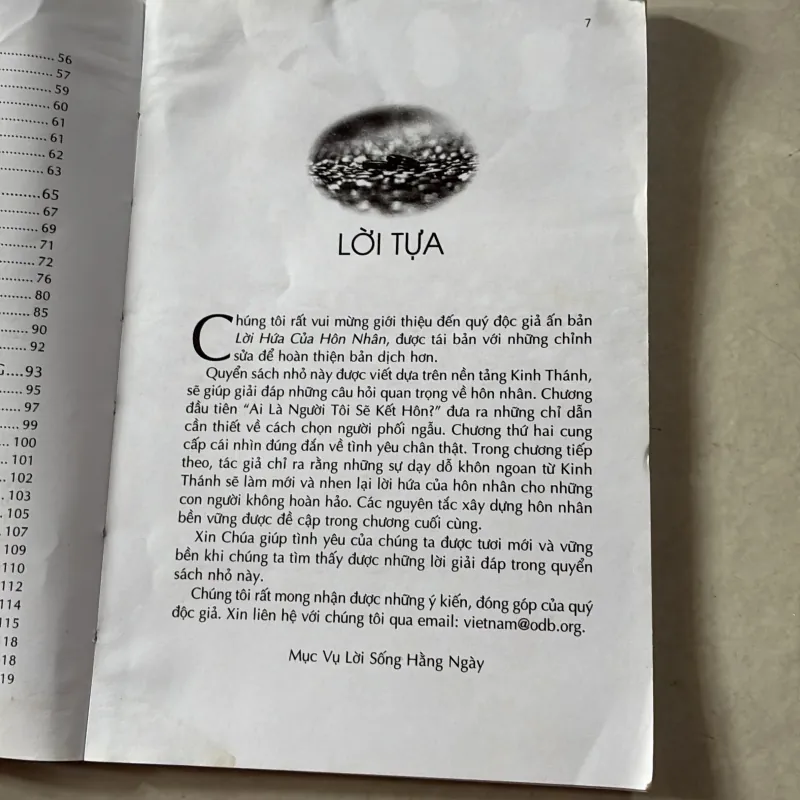 56
57
59
60
61
61
62
63
65
67
69
71
72
76
80
85
90
92
G....93
95
97
99
100
101
102
103
105
107
109
110
112
114
115
18
18
19
7
LỜI TỰA
Chúng tôi rất vui mừng giới thiệu đến quý độc giả ấn bản
Lời Hứa Của Hôn Nhân, được tái bản với những chỉnh
sửa để hoàn thiện bản dịch hơn.
Quyển sách nhỏ này được viết dựa trên nền tảng Kinh Thánh,
sẽ giúp giải đáp những câu hỏi quan trọng về hôn nhân. Chương
đầu tiên “Ai Là Người Tôi Sẽ Kết Hôn?” đưa ra những chỉ dẫn
cần thiết về cách chọn người phối ngẫu. Chương thứ hai cung
cấp cái nhìn đúng đắn về tình yêu chân thật. Trong chương tiếp
theo, tác giả chỉ ra rằng những sự dạy dỗ khôn ngoan từ Kinh
Thánh sẽ làm mới và nhen lại lời hứa của hôn nhân cho những
con người không hoàn hảo. Các nguyên tắc xây dựng hôn nhân
bền vững được đề cập trong chương cuối cùng.
Xin Chúa giúp tình yêu của chúng ta được tươi mới và vững
bền khi chúng ta tìm thấy được những lời giải đáp trong quyển
sách nhỏ này.
Chúng tôi rất mong nhận được những ý kiến, đóng góp của quý
độc giả. Xin liên hệ với chúng tôi qua email: vietnam@odb.org.
Mục Vụ Lời Sống Hằng Ngày